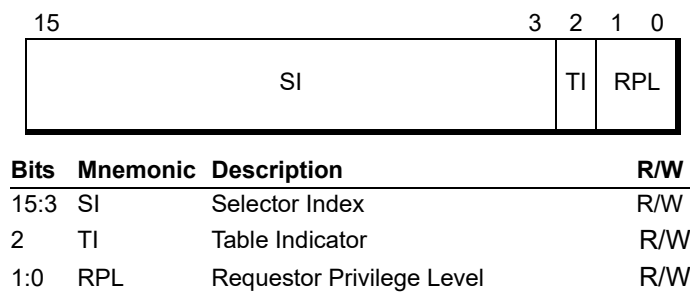 15 3 2 1 0
SI TI RPL
Bits Mnemonic Description R/W
15:3 SI Selector Index R/W
2 TI Table Indicator R/W
1:0 RPL Requestor Privilege Level R/W